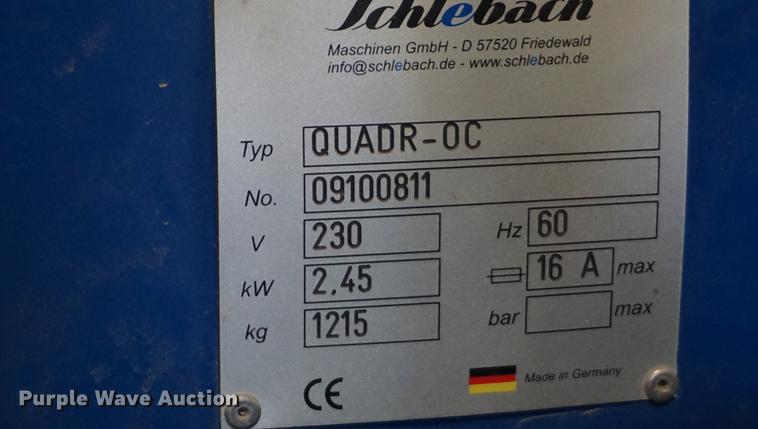 Schlebach
Maschinen GmbH - D 57520 Friedewald
info@schlebach.de - www.schlebach.de
Typ QUADR-OC
No. 09100811
V 230 Hz 60
kW 2.45 16 A max
kg 1215 bar max
CE Made in Germany
Purple Wave Auction